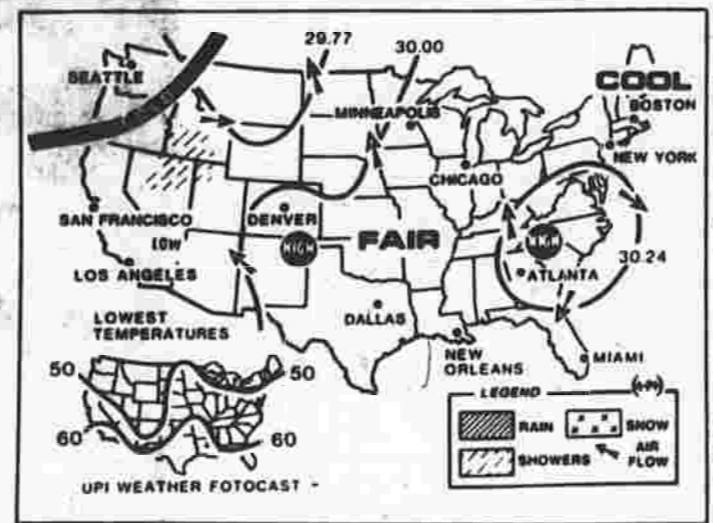 29.77
30.00
SEATTLE
COOL
MINNEAPOLIS
BOSTON
NEW YORK
CHICAGO
SAN FRANCISCO
DENVER
LOW
HIGH
FAIR
HIGH
30.24
LOS ANGELES
ATLANTA
LOWEST
TEMPERATURES
DALLAS
NEW
ORLEANS
MIAMI
50
50
LEGEND
RAIN
SNOW
60
60
SHOWERS
AIR
FLOW
UPI WEATHER FOTOCAST